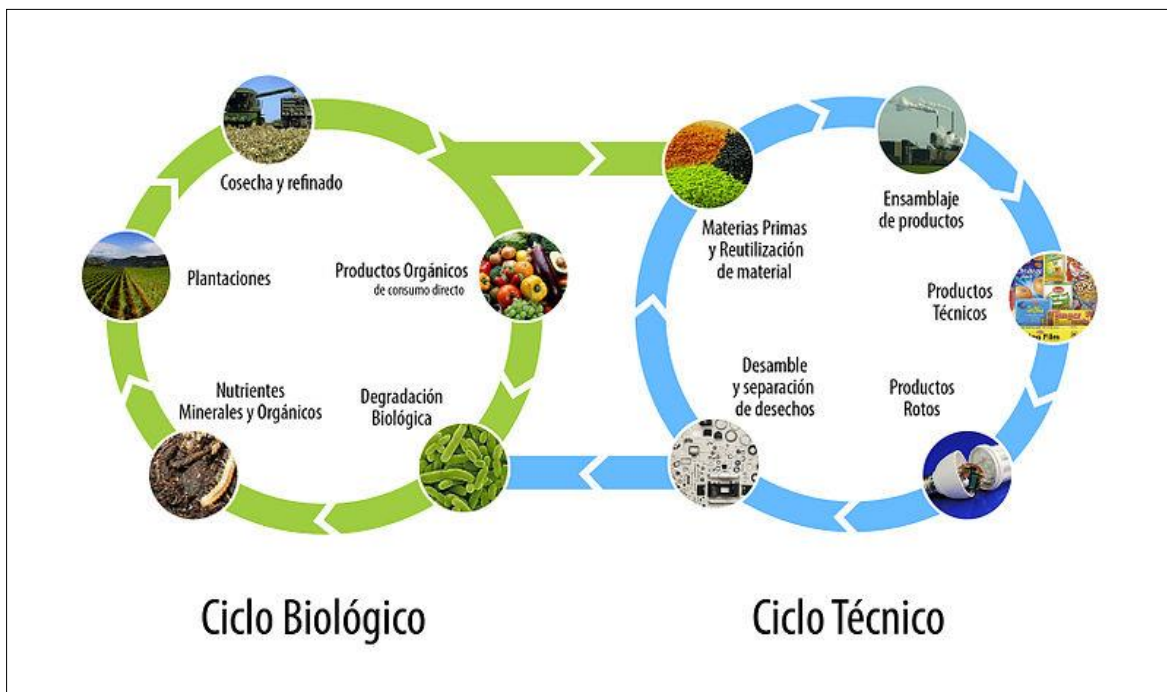 Cosecha y refinado
Plantaciones
Productos Orgánicos
de consumo directo
Nutrientes
Minerales y Orgánicos
Degradación
Biológica
Materias Primas
y Reutilización
de material
Ensamblaje
de productos
Productos
Técnicos
Desamble
y separación
de desechos
Productos
Rotos
Ciclo Biológico
Ciclo Técnico